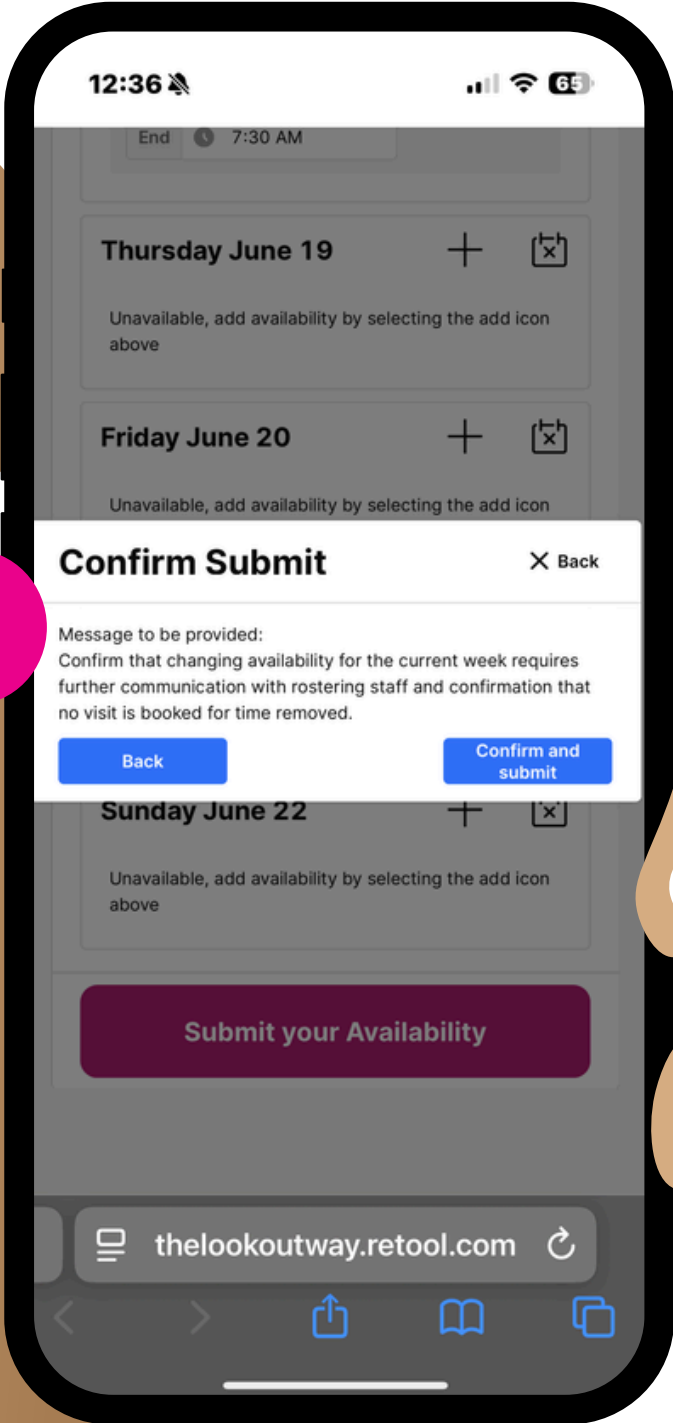 12:36
65
End 7:30 AM
Thursday June 19
Unavailable, add availability by selecting the add icon
above
Friday June 20
Unavailable, add availability by selecting the add icon
Confirm Submit
Back
Message to be provided:
Confirm that changing availability for the current week requires
further communication with rostering staff and confirmation that
no visit is booked for time removed.
Back
Confirm and
submit
Sunday June 22
Unavailable, add availability by selecting the add icon
above
Submit your Availability
thelookoutway.retool.com